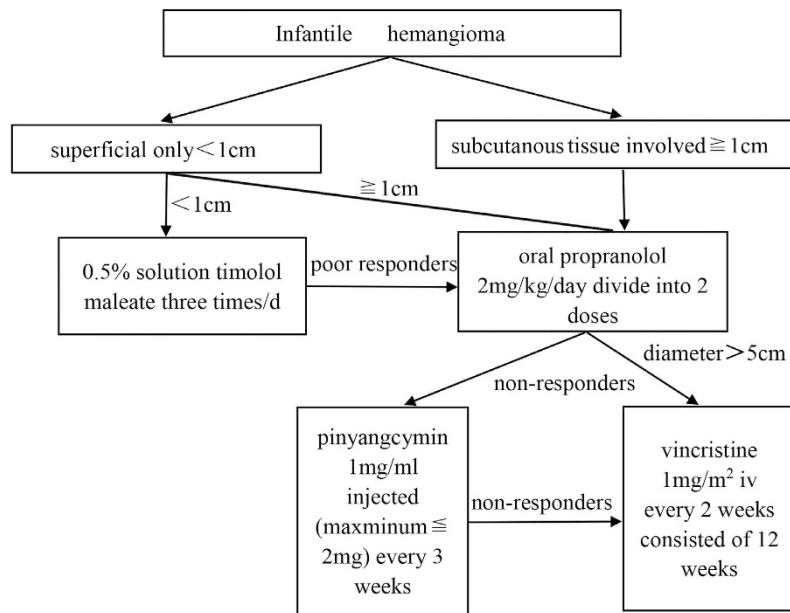 Infantile hemangioma
superficial only＜1cm
subcutanous tissue involved≧1cm
＜1cm
≧1cm
0.5% solution timolol
maleate three times/d
poor responders
oral propranolol
2mg/kg/day divide into 2
doses
non-responders
diameter＞5cm
pinyangcymin
1mg/ml
injected
(maxminum≦
2mg) every 3
weeks
non-responders
vincristine
1mg/m² iv
every 2 weeks
consisted of 12
weeks